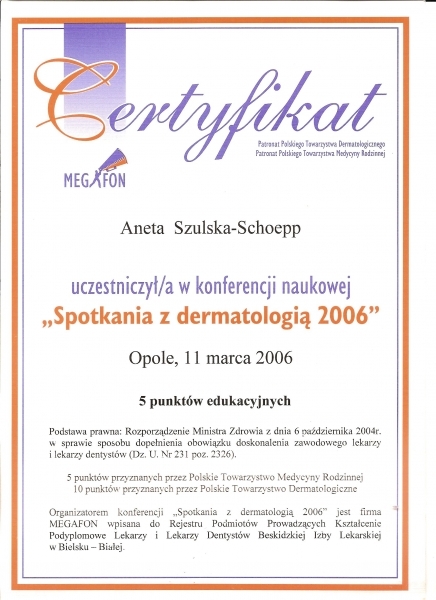 Certyfikat
Patronat Polskiego Towarzystwa Dermatologicznego
Patronat Polskiego Towarzystwa Medycyny Rodzinnej
MEGAFON
Aneta Szulska-Schoepp
uczestniczył/a w konferencji naukowej
„Spotkania z dermatologią 2006”
Opole, 11 marca 2006
5 punktów edukacyjnych
Podstawa prawna: Rozporządzenie Ministra Zdrowia z dnia 6 października 2004r.
w sprawie sposobu dopełnienia obowiązku doskonalenia zawodowego lekarzy
i lekarzy dentystów (Dz. U. Nr 231 poz. 2326).
5 punktów przyznanych przez Polskie Towarzystwo Medycyny Rodzinnej
10 punktów przyznanych przez Polskie Towarzystwo Dermatologiczne
Organizatorem konferencji „Spotkania z dermatologią 2006” jest firma
MEGAFON wpisana do Rejestru Podmiotów Prowadzących Kształcenie
Podyplomowe Lekarzy i Lekarzy Dentystów Beskidzkiej Izby Lekarskiej
w Bielsku – Białej.